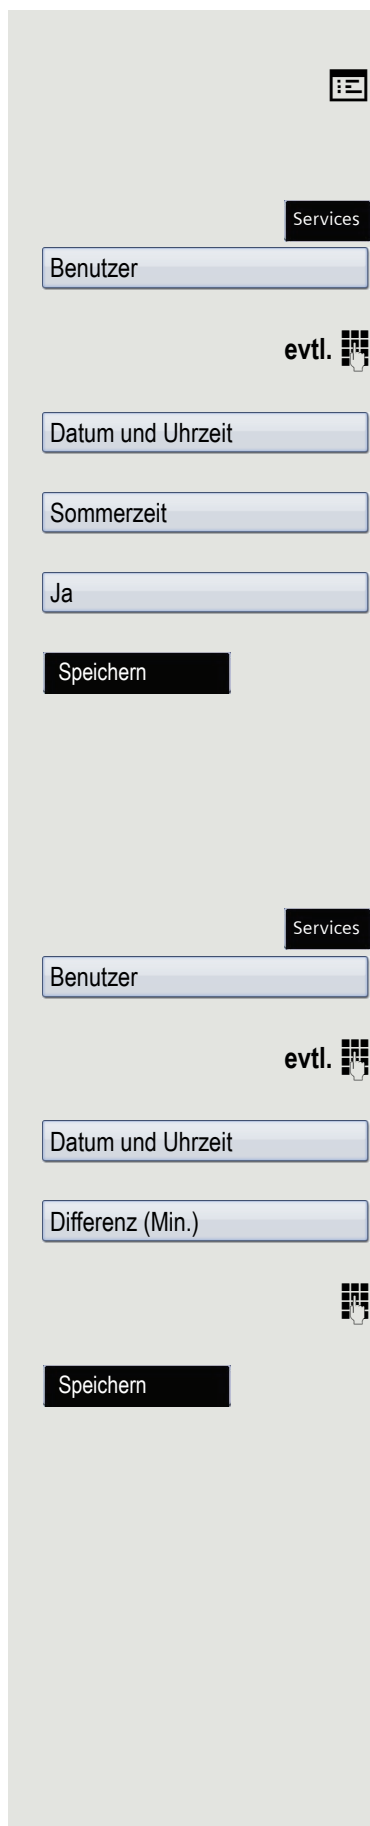 Services
Benutzer
evtl.
Datum und Uhrzeit
Sommerzeit
Ja
Speichern
Services
Benutzer
evtl.
Datum und Uhrzeit
Differenz (Min.)
Speichern